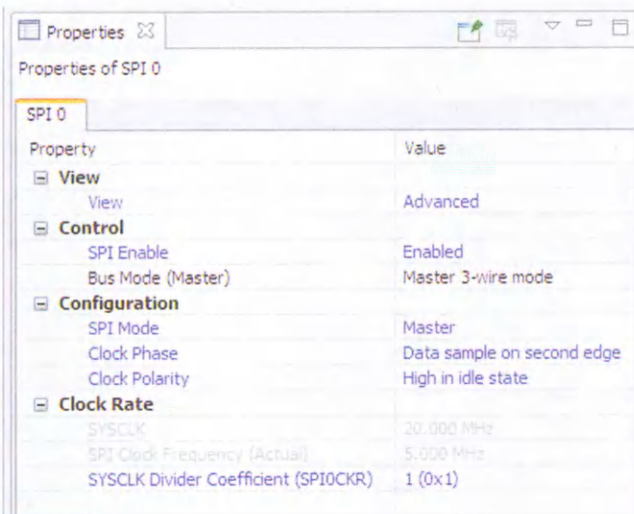 Properties
Properties of SPI 0
SPI 0
Property Value
View
View Advanced
Control
SPI Enable Enabled
Bus Mode (Master) Master 3-wire mode
Configuration
SPI Mode Master
Clock Phase Data sample on second edge
Clock Polarity High in idle state
Clock Rate
SYSCLK 20.000 MHz
SPI Clock Frequency (Actual) 5.000 MHz
SYSCLK Divider Coefficient (SPI0CKR) 1 (0x1)